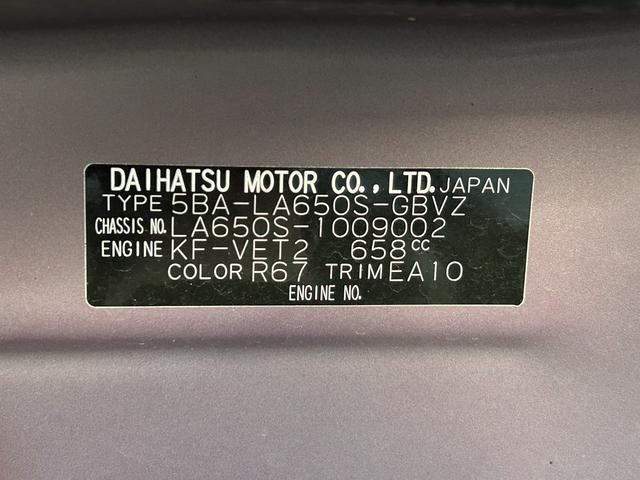 DAIHATSU MOTOR CO., LTD. JAPAN
TYPE 5BA-LA650S-GBVZ
CHASSIS NO. LA650S-1009002
ENGINE KF-VET2 658CC
COLOR R67 TRIM EA10
ENGINE NO.